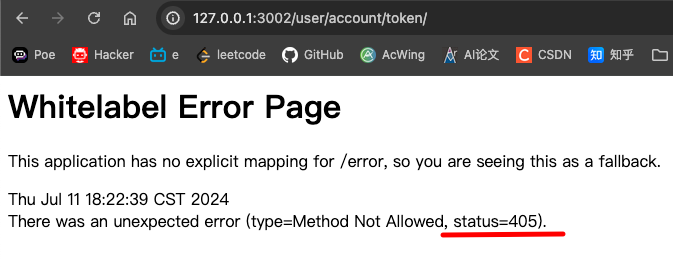 127.0.0.1:3002/user/account/token/
Poe Hacker e leetcode GitHub AcWing AI论文 CSDN 知 知乎
Whitelabel Error Page
This application has no explicit mapping for /error, so you are seeing this as a fallback.
Thu Jul 11 18:22:39 CST 2024
There was an unexpected error (type=Method Not Allowed, status=405).